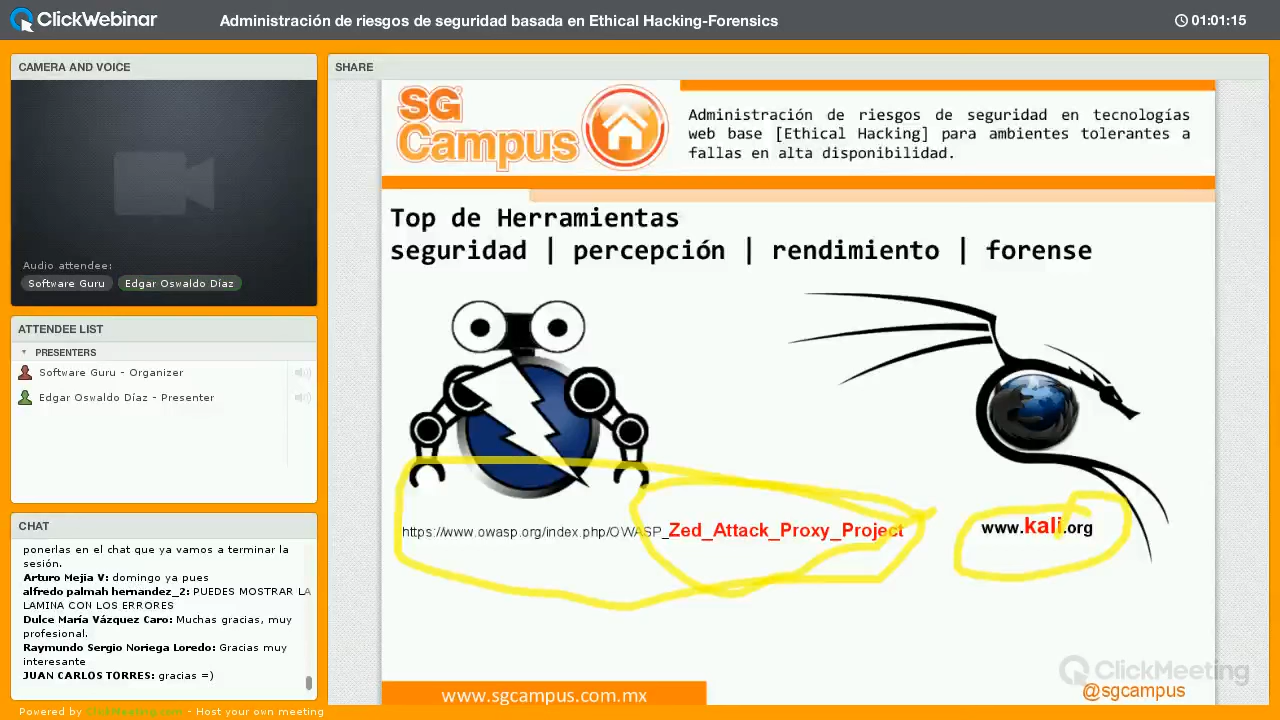 ClickWebinar
Administración de riesgos de seguridad basada en Ethical Hacking-Forensics
01:01:15
CAMERA AND VOICE
Audio attendee:
Software Guru
Edgar Oswaldo Díaz
ATTENDEE LIST
PRESENTERS
Software Guru - Organizer
Edgar Oswaldo Díaz - Presenter
CHAT
ponerlas en el chat que ya vamos a terminar la
sesión.
Arturo Mejia V: domingo ya pues
alfredo palmah hernandez_2: PUEDES MOSTRAR LA
LAMINA CON LOS ERRORES
Dulce María Vázquez Caro: Muchas gracias, muy
profesional.
Raymundo Sergio Noriega Loredo: Gracias muy
interesante
JUAN CARLOS TORRES: gracias =)
Powered by ClickMeeting.com - Host your own meeting
SHARE
SG
Campus
Administración de riesgos de seguridad en tecnologías
web base [Ethical Hacking] para ambientes tolerantes a
fallas en alta disponibilidad.
Top de Herramientas
seguridad | percepción | rendimiento | forense
https://www.owasp.org/index.php/OWASP_Zed_Attack_Proxy_Project
www.kali.org
www.sgcampus.com.mx
ClickMeeting
@sgcampus